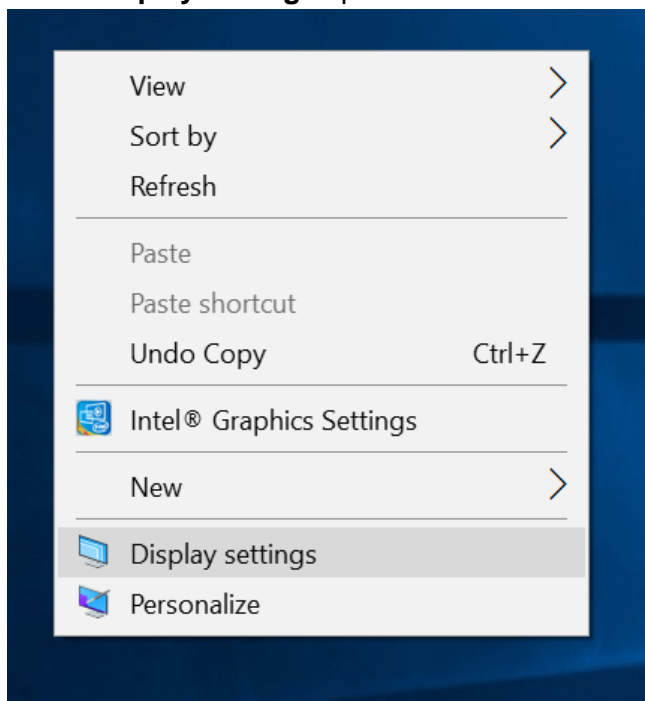 View
Sort by
Refresh
Paste
Paste shortcut
Undo Copy Ctrl+Z
Intel® Graphics Settings
New
Display settings
Personalize